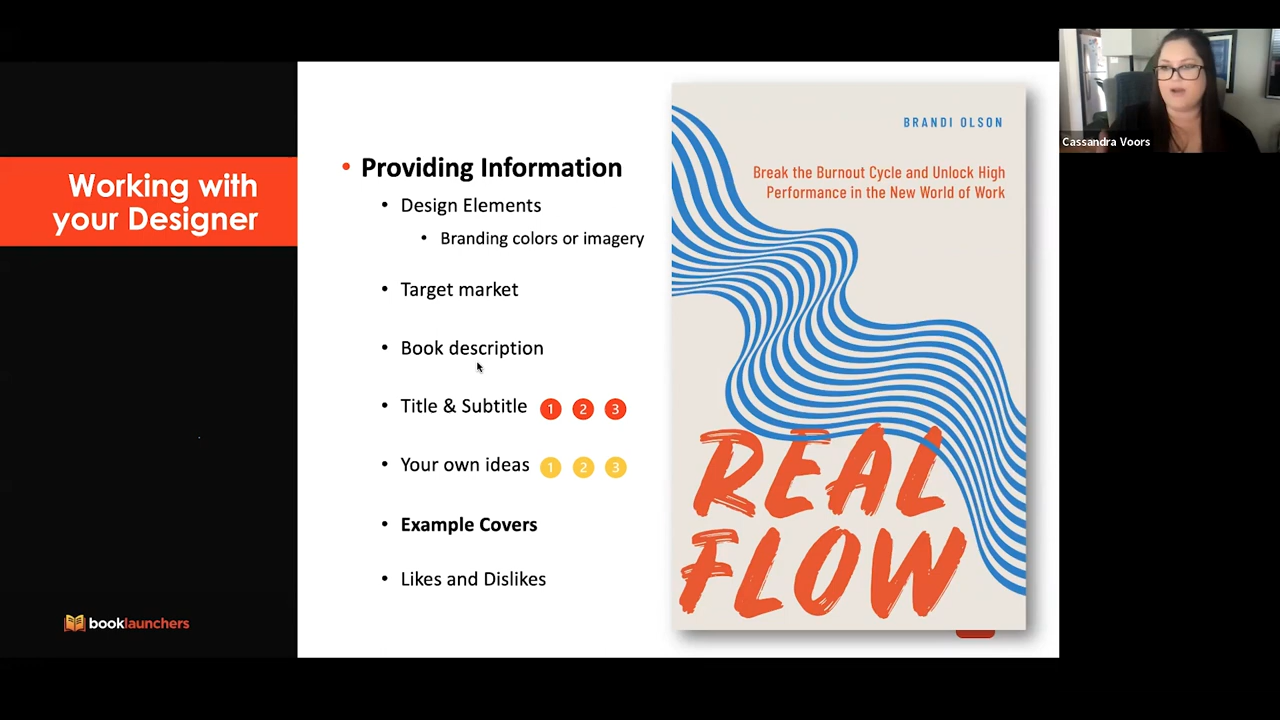 Working with
your Designer
booklaunchers
• Providing Information
• Design Elements
• Branding colors or imagery
• Target market
• Book description
• Title & Subtitle 1 2 3
• Your own ideas 1 2 3
• Example Covers
• Likes and Dislikes
BRANDI OLSON
Break the Burnout Cycle and Unlock High
Performance in the New World of Work
REAL
FLOW
Cassandra Voors